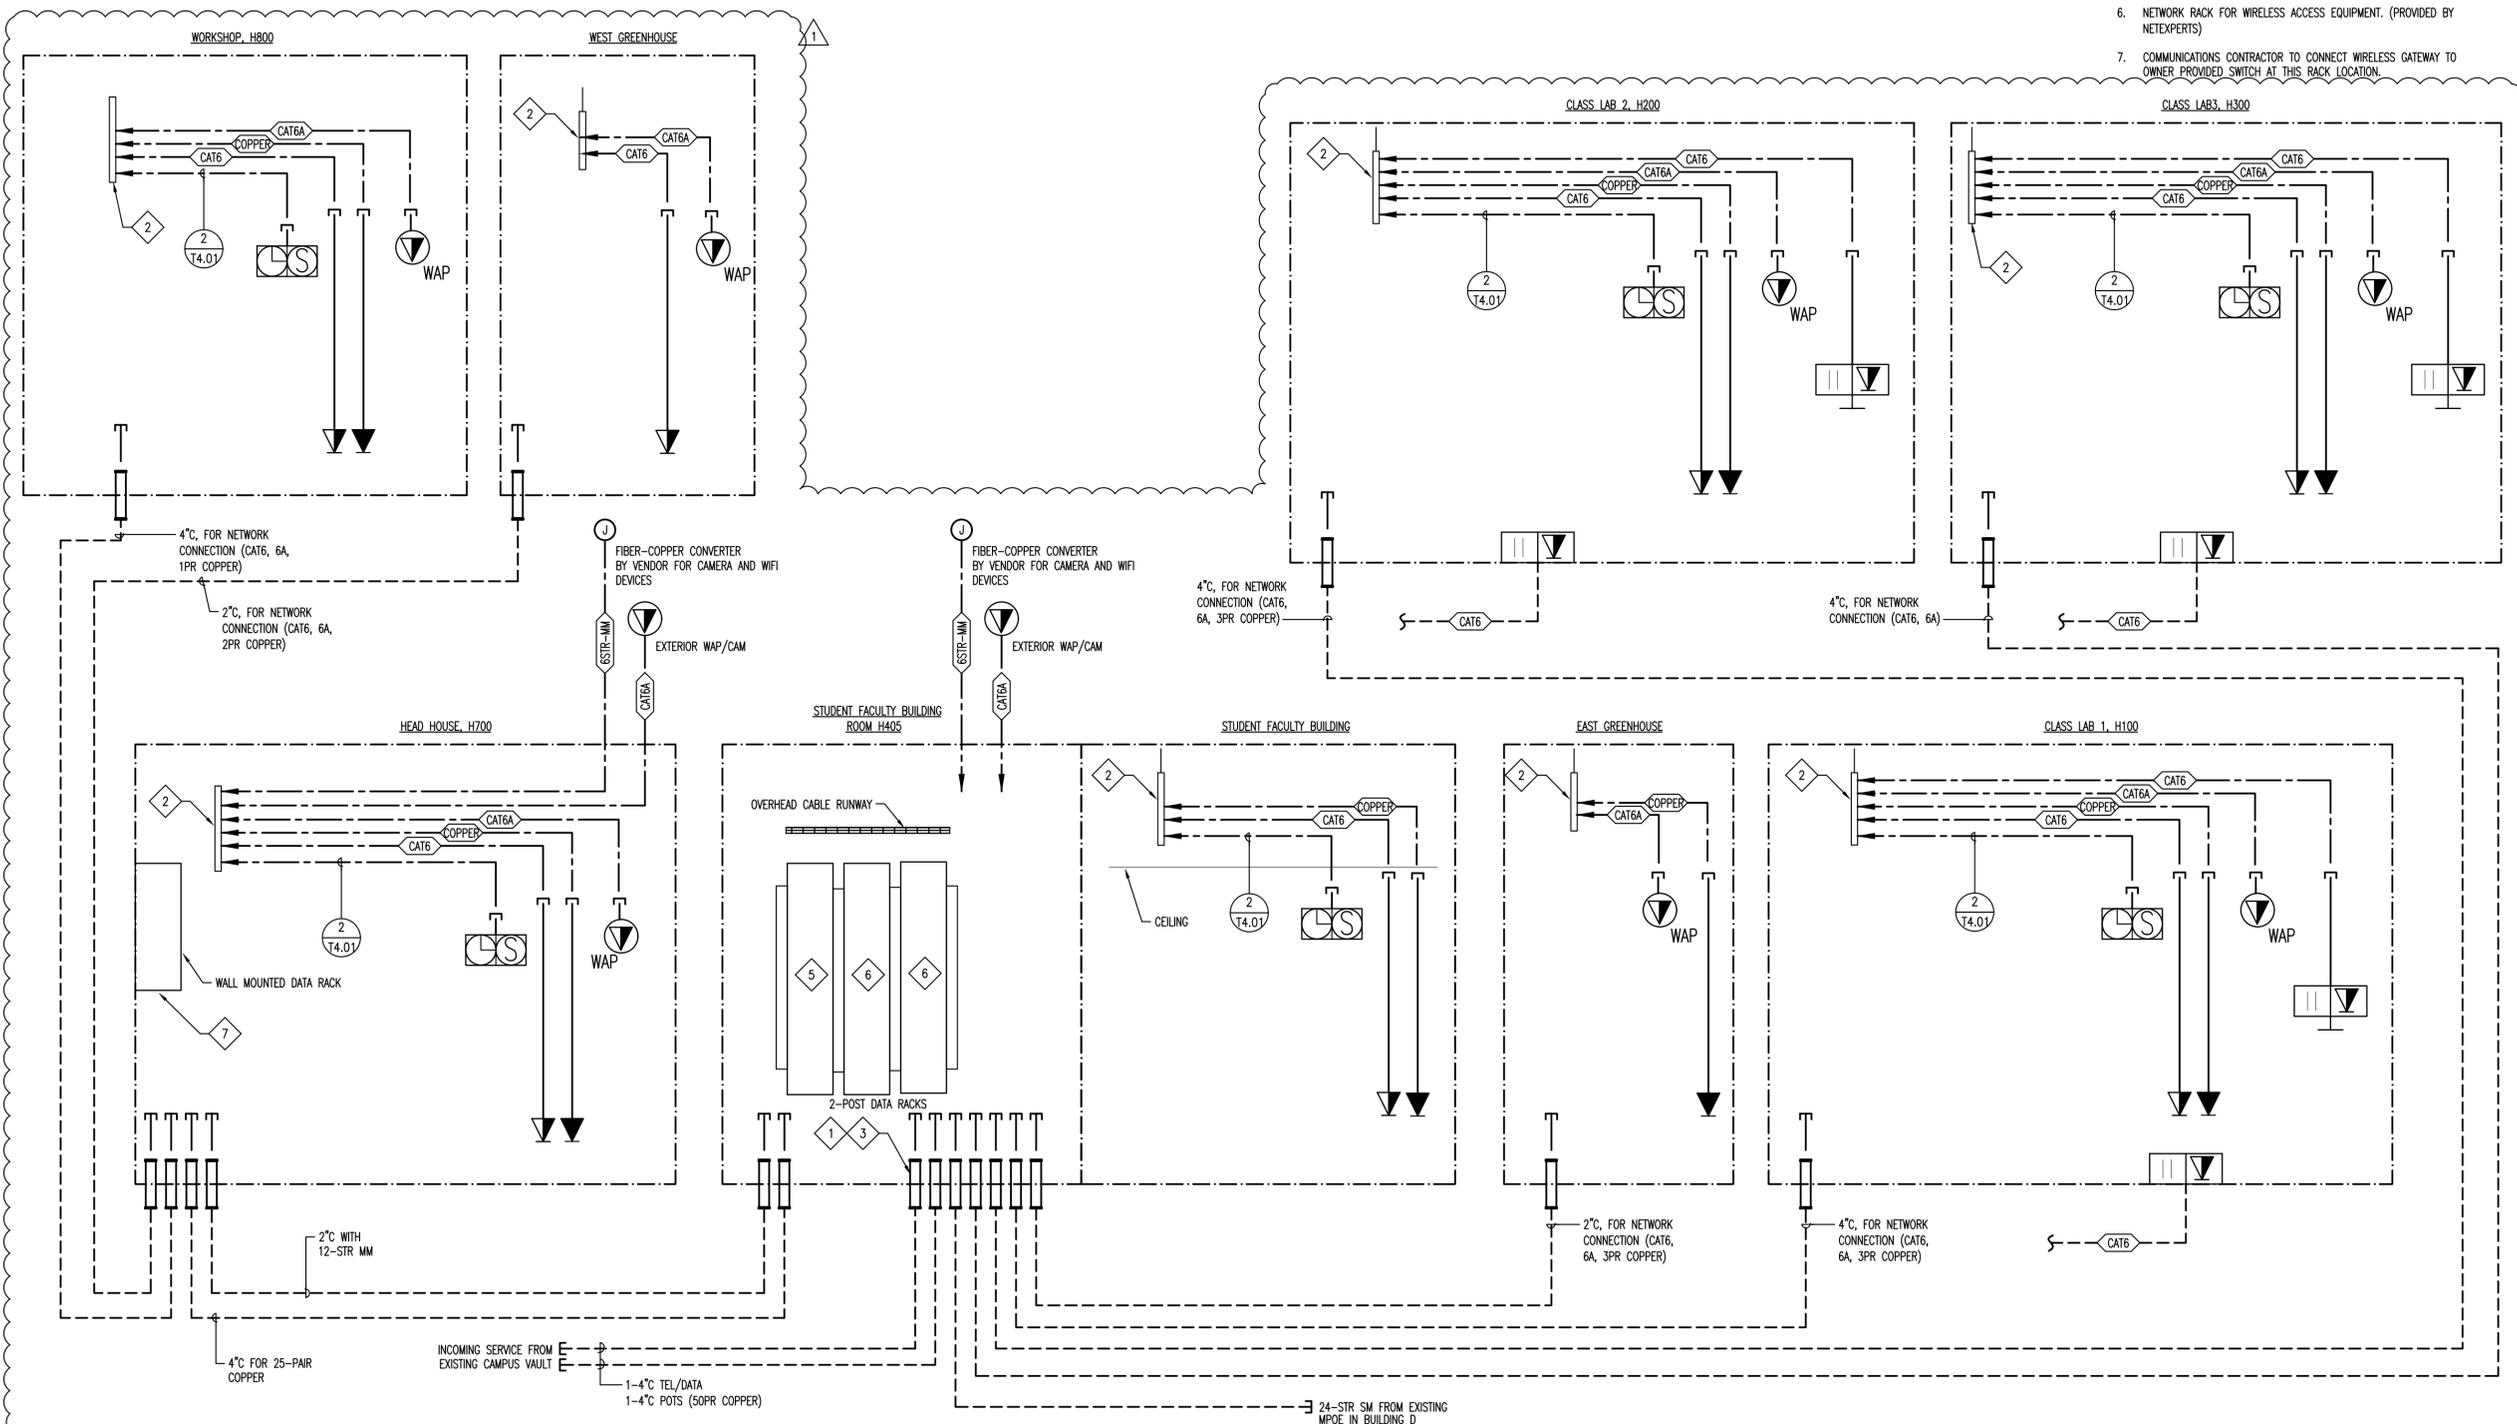 6. NETWORK RACK FOR WIRELESS ACCESS EQUIPMENT. (PROVIDED BY
NETEXPERTS)
7. COMMUNICATIONS CONTRACTOR TO CONNECT WIRELESS GATEWAY TO
OWNER PROVIDED SWITCH AT THIS RACK LOCATION.
WORKSHOP, H800
CAT6A
COPPER
CAT6
2
2
T4.01
S
WAP
4"C, FOR NETWORK
CONNECTION (CAT6, 6A,
1PR COPPER)
WEST GREENHOUSE
1
2
CAT6A
CAT6
WAP
2"C, FOR NETWORK
CONNECTION (CAT6, 6A,
2PR COPPER)
CLASS LAB 2, H200
2
CAT6
CAT6A
COPPER
CAT6
2
T4.01
S
WAP
4"C, FOR NETWORK
CONNECTION (CAT6,
6A, 3PR COPPER)
CAT6
CLASS LAB3, H300
CAT6
CAT6A
COPPER
CAT6
2
2
T4.01
S
WAP
4"C, FOR NETWORK
CONNECTION (CAT6, 6A)
CAT6
J
FIBER-COPPER CONVERTER
BY VENDOR FOR CAMERA AND WIFI
DEVICES
6STR-MM
EXTERIOR WAP/CAM
CAT6A
J
FIBER-COPPER CONVERTER
BY VENDOR FOR CAMERA AND WIFI
DEVICES
6STR-MM
EXTERIOR WAP/CAM
CAT6A
HEAD HOUSE, H700
2
CAT6A
COPPER
CAT6
2
T4.01
S
WAP
WALL MOUNTED DATA RACK
7
STUDENT FACULTY BUILDING
ROOM H405
OVERHEAD CABLE RUNWAY
5
6
6
2-POST DATA RACKS
1
3
STUDENT FACULTY BUILDING
2
COPPER
CAT6
CEILING
2
T4.01
S
EAST GREENHOUSE
2
COPPER
CAT6A
WAP
2"C, FOR NETWORK
CONNECTION (CAT6,
6A, 3PR COPPER)
CLASS LAB 1, H100
2
CAT6
CAT6A
COPPER
CAT6
2
T4.01
S
WAP
4"C, FOR NETWORK
CONNECTION (CAT6,
6A, 3PR COPPER)
CAT6
2"C WITH
12-STR MM
4"C FOR 25-PAIR
COPPER
INCOMING SERVICE FROM
EXISTING CAMPUS VAULT
1-4"C TEL/DATA
1-4"C POTS (50PR COPPER)
24-STR SM FROM EXISTING
MPOE IN BUILDING D